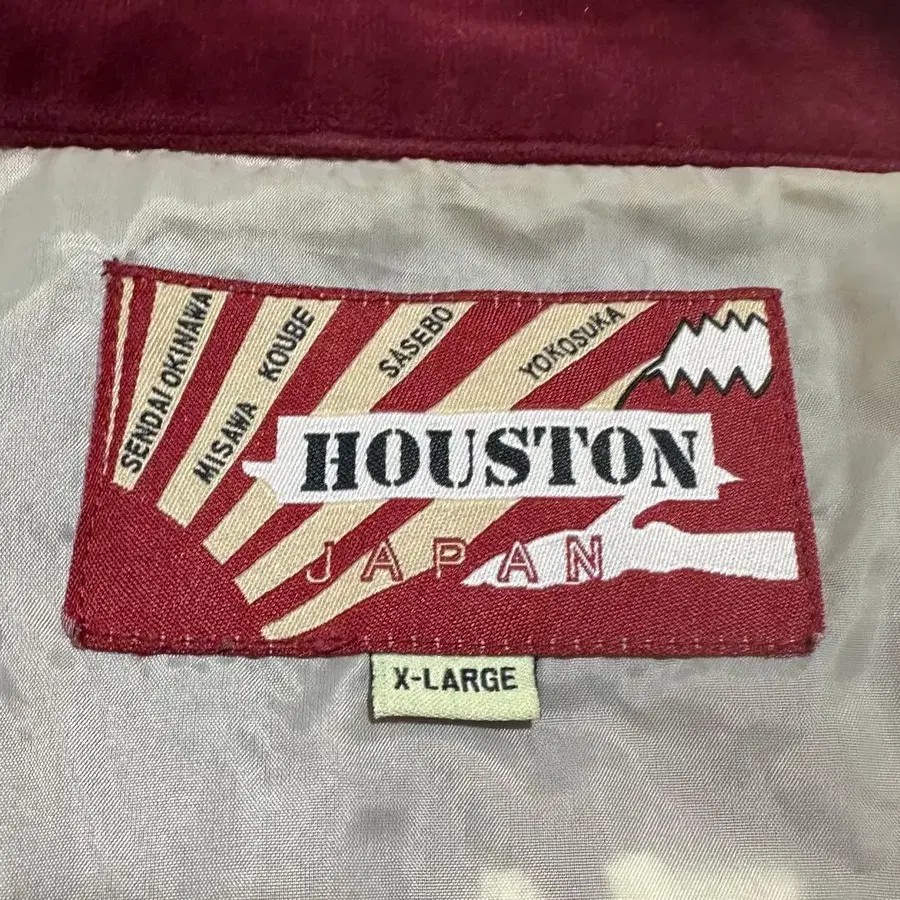 SENDAI OKINAWA
MISAWA KOUBE
SASEBO
YOKOSUKA
HOUSTON
JAPAN
X-LARGE